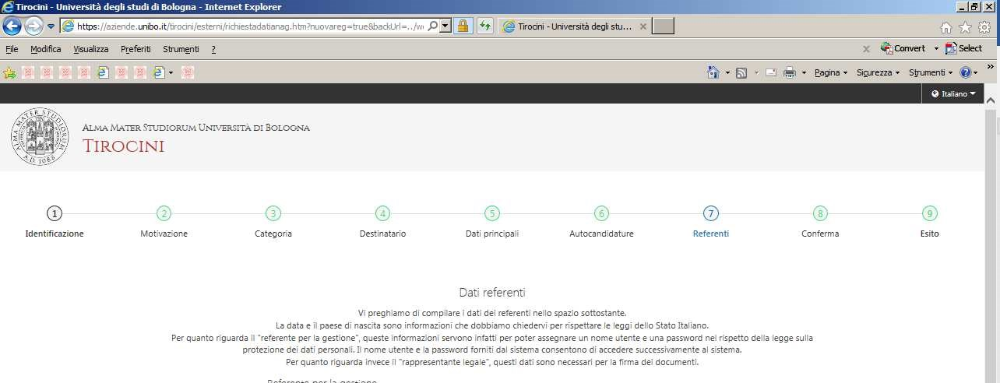 Tirocini - Università degli studi di Bologna - Internet Explorer
https://aziende.unibo.it/tirocini/esterni/richiestadatianag.htm?nuovareg=true&backUrl=../w
Tirocini - Università degli stu...
File Modifica Visualizza Preferiti Strumenti ?
Convert Select
Pagina Sicurezza Strumenti
Italiano
ALMA MATER STUDIORUM
A.D. 1088
Alma Mater Studiorum Università di Bologna
Tirocini
1 2 3 4 5 6 7 8 9
Identificazione Motivazione Categoria Destinatario Dati principali Autocandidature Referenti Conferma Esito
Dati referenti
Vi preghiamo di compilare i dati dei referenti nello spazio sottostante.
La data e il paese di nascita sono informazioni che dobbiamo chiedervi per rispettare le leggi dello Stato Italiano.
Per quanto riguarda il "referente per la gestione", queste informazioni servono infatti per poter assegnare un nome utente e una password nel rispetto della legge sulla
protezione dei dati personali. Il nome utente e la password forniti dal sistema consentono di accedere successivamente al sistema.
Per quanto riguarda invece il "rappresentante legale", questi dati sono necessari per la firma dei documenti.
Referente per la gestione